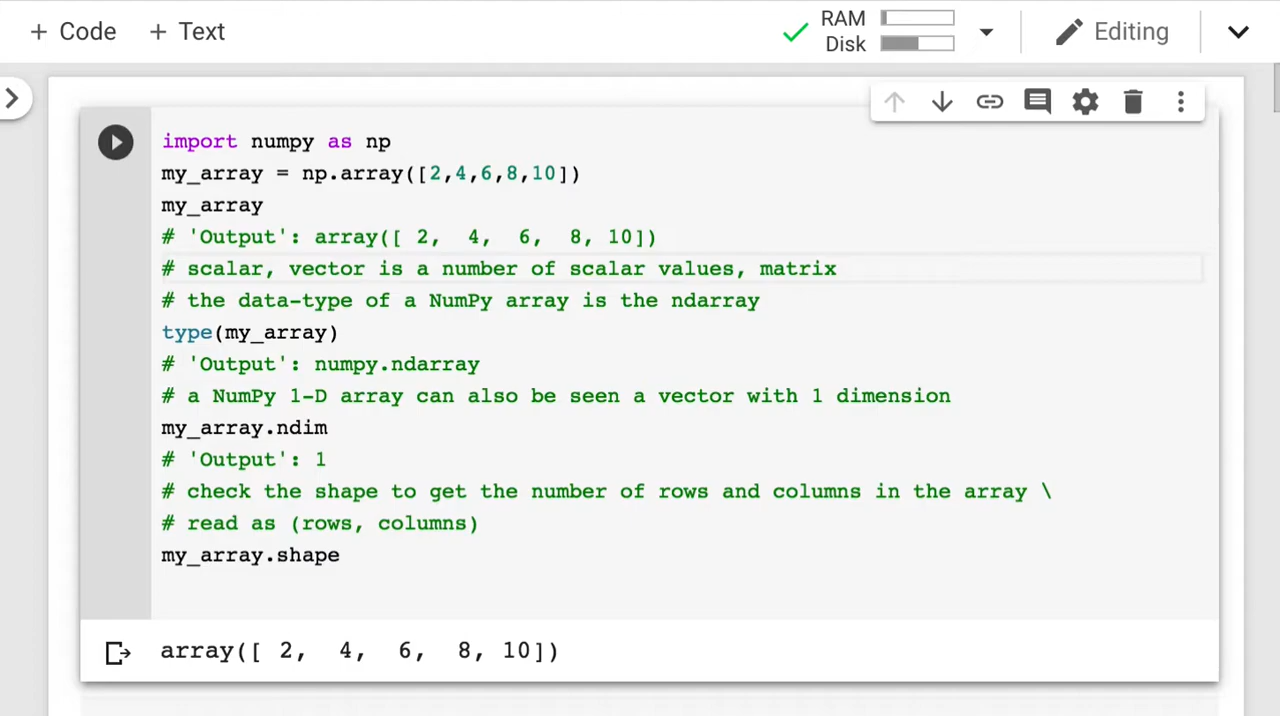 + Code + Text
RAM
Disk
Editing
import numpy as np
my_array = np.array([2,4,6,8,10])
my_array
# 'Output': array([ 2,  4,  6,  8, 10])
# scalar, vector is a number of scalar values, matrix
# the data-type of a NumPy array is the ndarray
type(my_array)
# 'Output': numpy.ndarray
# a NumPy 1-D array can also be seen a vector with 1 dimension
my_array.ndim
# 'Output': 1
# check the shape to get the number of rows and columns in the array \
# read as (rows, columns)
my_array.shape
array([ 2,  4,  6,  8, 10])